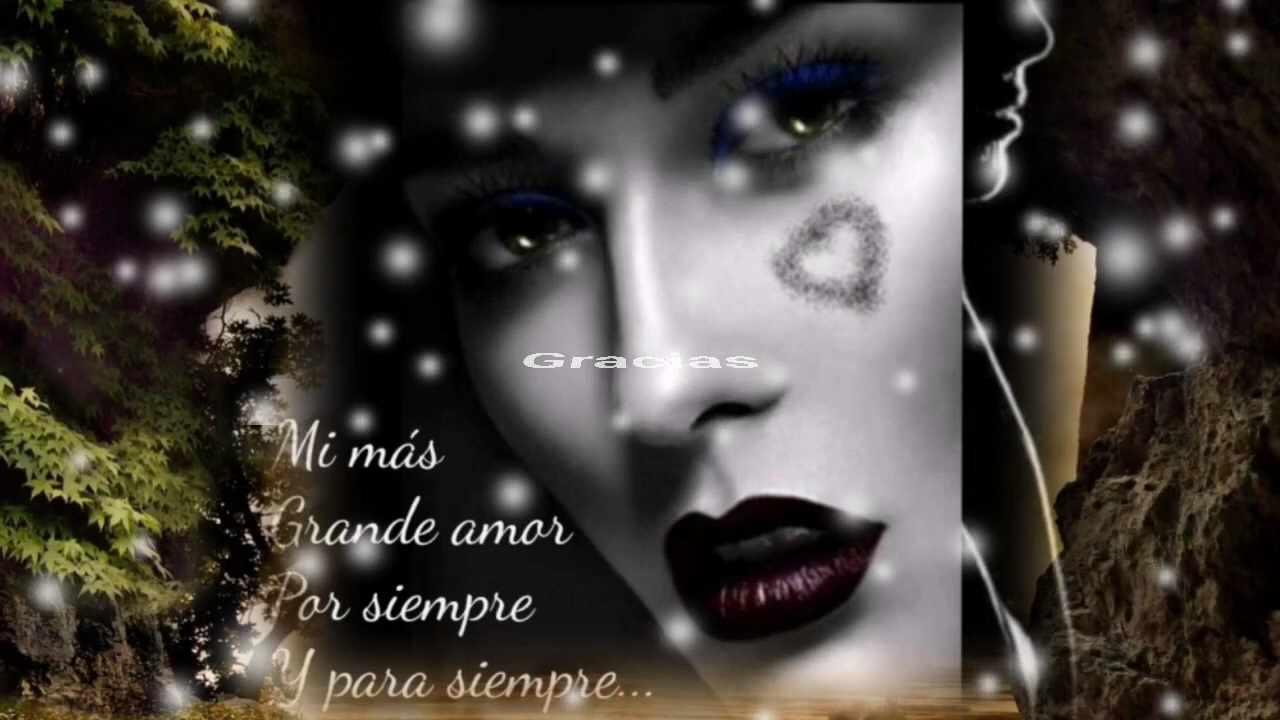 Gracias
Mi más
Grande amor
Por siempre
Y para siempre...